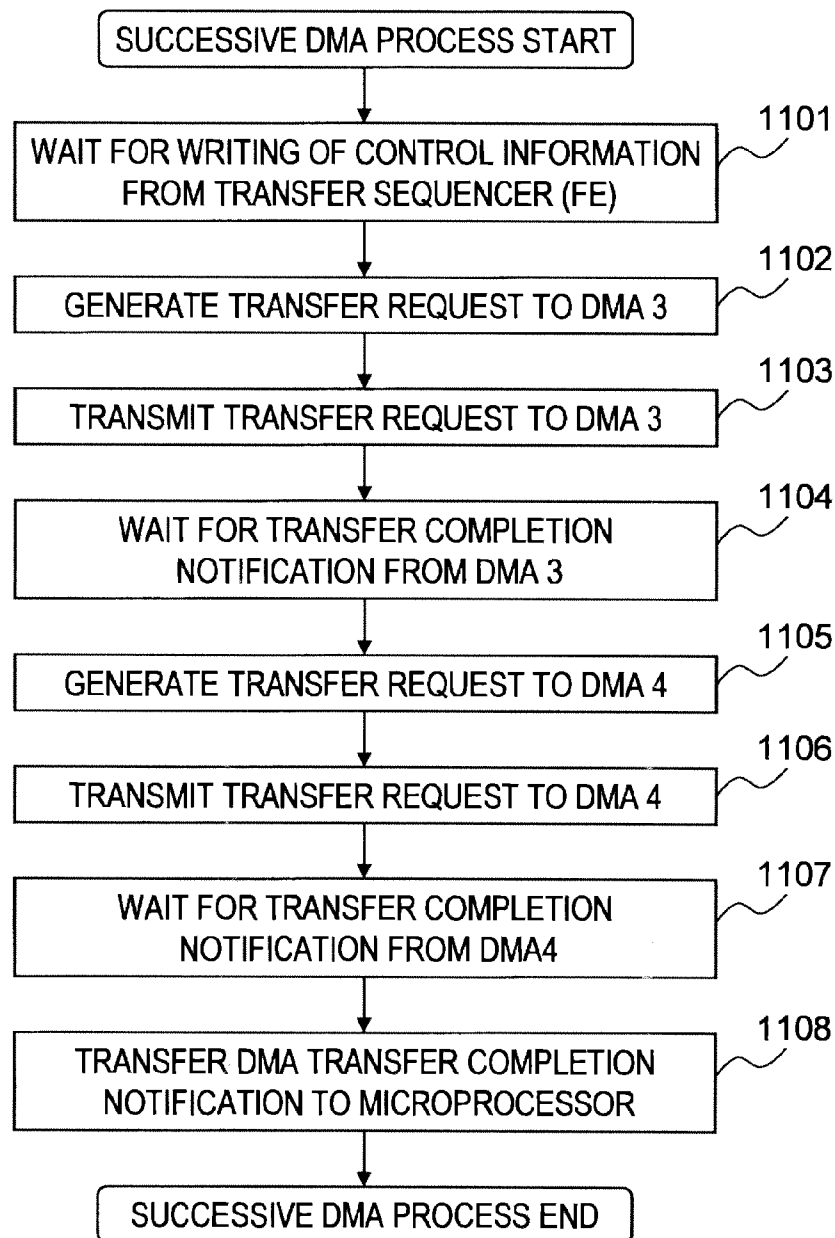 SUCCESSIVE DMA PROCESS START
1101
WAIT FOR WRITING OF CONTROL INFORMATION
FROM TRANSFER SEQUENCER (FE)
1102
GENERATE TRANSFER REQUEST TO DMA 3
1103
TRANSMIT TRANSFER REQUEST TO DMA 3
1104
WAIT FOR TRANSFER COMPLETION
NOTIFICATION FROM DMA 3
1105
GENERATE TRANSFER REQUEST TO DMA 4
1106
TRANSMIT TRANSFER REQUEST TO DMA 4
1107
WAIT FOR TRANSFER COMPLETION
NOTIFICATION FROM DMA4
1108
TRANSFER DMA TRANSFER COMPLETION
NOTIFICATION TO MICROPROCESSOR
SUCCESSIVE DMA PROCESS END